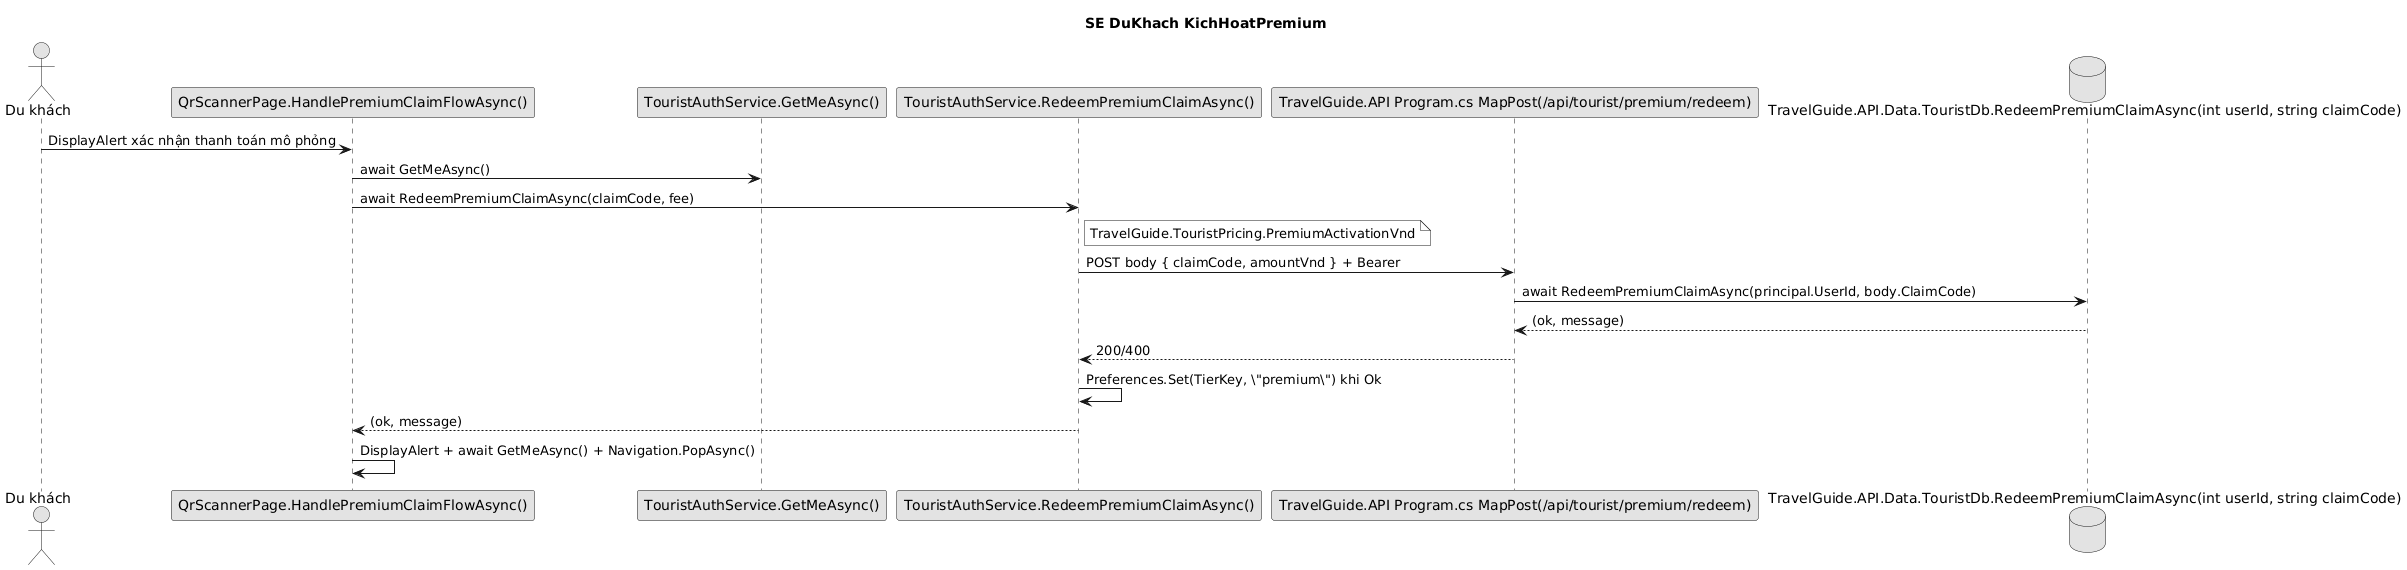 SE DuKhach KichHoatPremium
Du khách
QrScannerPage.HandlePremiumClaimFlowAsync()
TouristAuthService.GetMeAsync()
TouristAuthService.RedeemPremiumClaimAsync()
TravelGuide.API Program.cs MapPost(/api/tourist/premium/redeem)
TravelGuide.API.Data.TouristDb.RedeemPremiumClaimAsync(int userId, string claimCode)
DisplayAlert xác nhận thanh toán mô phỏng
await GetMeAsync()
await RedeemPremiumClaimAsync(claimCode, fee)
TravelGuide.TouristPricing.PremiumActivationVnd
POST body { claimCode, amountVnd } + Bearer
await RedeemPremiumClaimAsync(principal.UserId, body.ClaimCode)
(ok, message)
200/400
Preferences.Set(TierKey, \"premium\") khi Ok
(ok, message)
DisplayAlert + await GetMeAsync() + Navigation.PopAsync()
Du khách
QrScannerPage.HandlePremiumClaimFlowAsync()
TouristAuthService.GetMeAsync()
TouristAuthService.RedeemPremiumClaimAsync()
TravelGuide.API Program.cs MapPost(/api/tourist/premium/redeem)
TravelGuide.API.Data.TouristDb.RedeemPremiumClaimAsync(int userId, string claimCode)